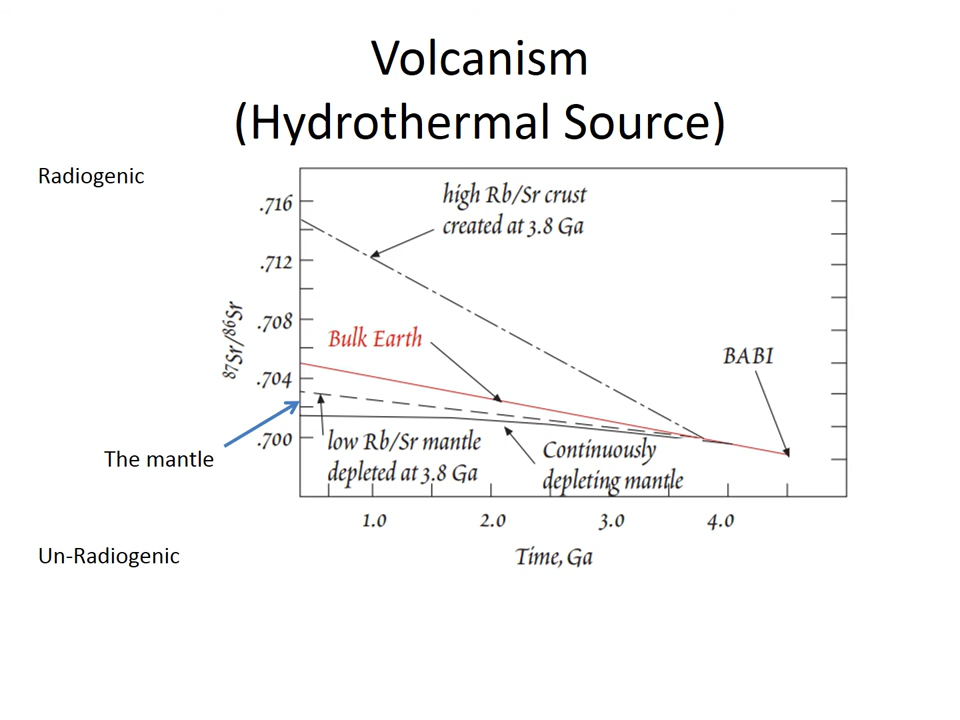 Volcanism
(Hydrothermal Source)
Radiogenic
.716
high Rb/Sr crust
created at 3.8 Ga
.712
87Sr/86Sr
.708
Bulk Earth
BABI
.704
.700
The mantle
low Rb/Sr mantle
depleted at 3.8 Ga
Continuously
depleting mantle
1.0 2.0 3.0 4.0
Time, Ga
Un-Radiogenic